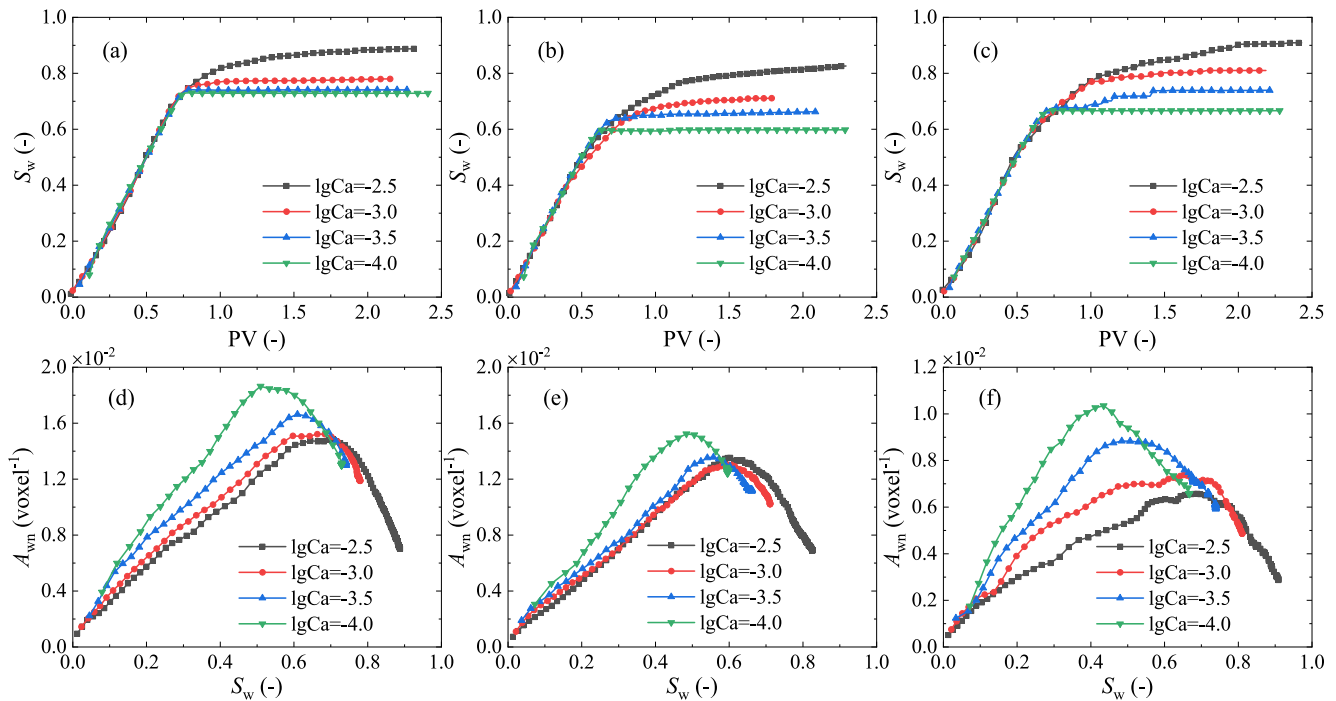 (a)
1.0
0.8
0.6
0.4
0.2
0.0
S_w (-)
lgCa=-2.5
lgCa=-3.0
lgCa=-3.5
lgCa=-4.0
0.0 0.5 1.0 1.5 2.0 2.5
PV (-)
(b)
1.0
0.8
0.6
0.4
0.2
0.0
S_w (-)
lgCa=-2.5
lgCa=-3.0
lgCa=-3.5
lgCa=-4.0
0.0 0.5 1.0 1.5 2.0 2.5
PV (-)
(c)
1.0
0.8
0.6
0.4
0.2
0.0
S_w (-)
lgCa=-2.5
lgCa=-3.0
lgCa=-3.5
lgCa=-4.0
0.0 0.5 1.0 1.5 2.0 2.5
PV (-)
×10⁻²
(d)
2.0
1.6
1.2
0.8
0.4
0.0
A_wn (voxel⁻¹)
lgCa=-2.5
lgCa=-3.0
lgCa=-3.5
lgCa=-4.0
0.0 0.2 0.4 0.6 0.8 1.0
S_w (-)
×10⁻²
(e)
2.0
1.6
1.2
0.8
0.4
0.0
A_wn (voxel⁻¹)
lgCa=-2.5
lgCa=-3.0
lgCa=-3.5
lgCa=-4.0
0.0 0.2 0.4 0.6 0.8 1.0
S_w (-)
×10⁻²
(f)
1.2
1.0
0.8
0.6
0.4
0.2
0.0
A_wn (voxel⁻¹)
lgCa=-2.5
lgCa=-3.0
lgCa=-3.5
lgCa=-4.0
0.0 0.2 0.4 0.6 0.8 1.0
S_w (-)